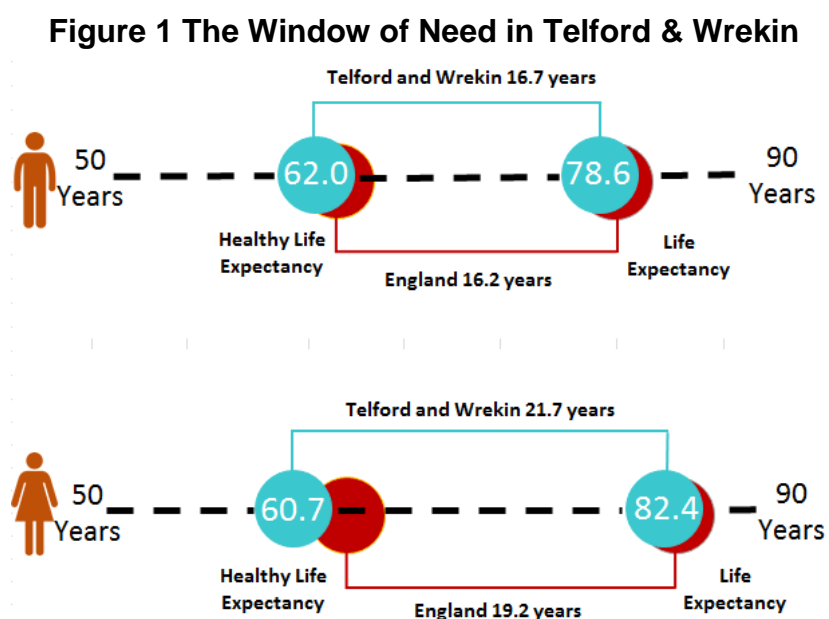 Figure 1 The Window of Need in Telford & Wrekin
Telford and Wrekin 16.7 years
50
Years
62.0
78.6
90
Years
Healthy Life
Expectancy
Life
Expectancy
England 16.2 years
Telford and Wrekin 21.7 years
50
Years
60.7
82.4
90
Years
Healthy Life
Expectancy
Life
Expectancy
England 19.2 years